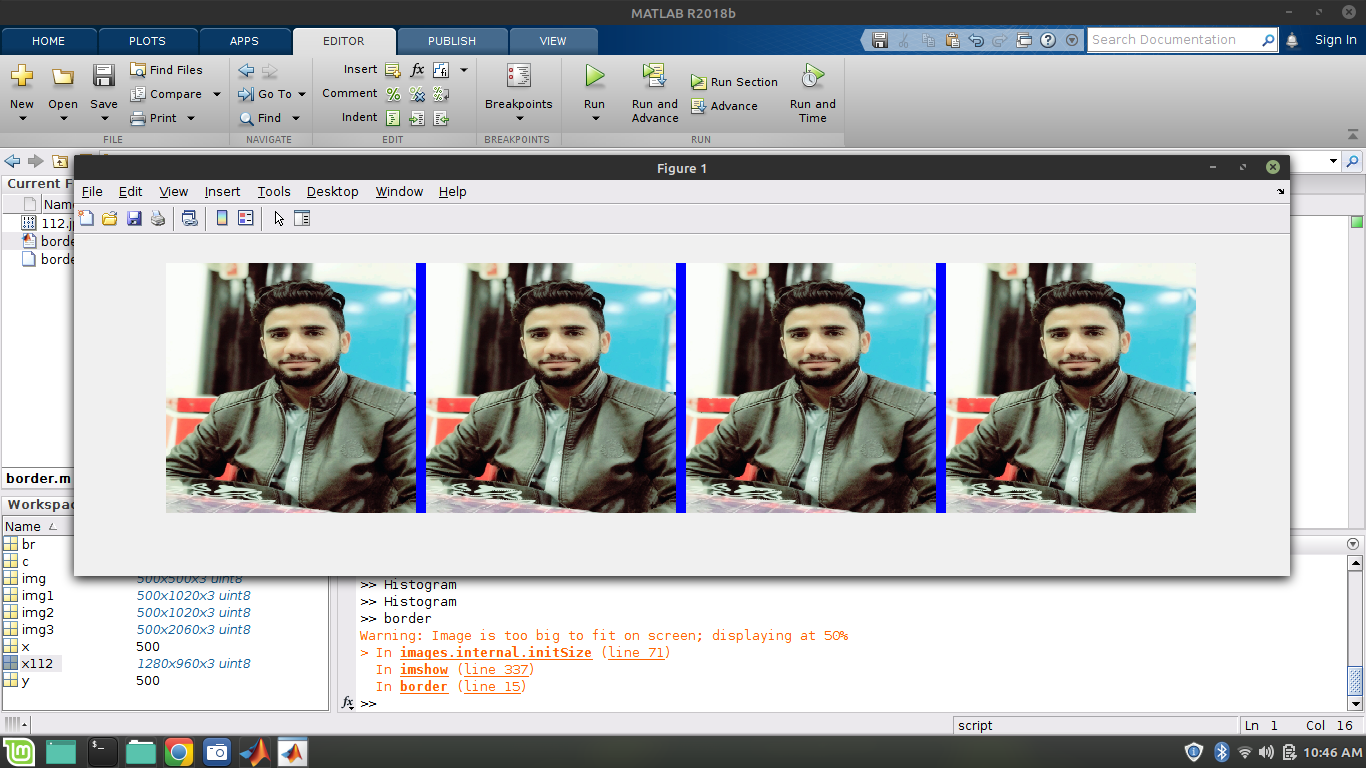 MATLAB R2018b
HOME PLOTS APPS EDITOR PUBLISH VIEW
Search Documentation
Sign In
New Open Save
Find Files
Compare
Print
FILE
Go To
Find
NAVIGATE
Insert
Comment
Indent
EDIT
Breakpoints
BREAKPOINTS
Run
Run and Advance
Run Section
Advance
Run and Time
RUN
Figure 1
File Edit View Insert Tools Desktop Window Help
Current F
Name
112.j
borde
borde
border.m
Workspac
Name
br
c
img 500x500x3 uint8
img1 500x1020x3 uint8
img2 500x1020x3 uint8
img3 500x2060x3 uint8
x 500
x112 1280x960x3 uint8
y 500
>> Histogram
>> Histogram
>> border
Warning: Image is too big to fit on screen; displaying at 50%
> In images.internal.initSize (line 71)
In imshow (line 337)
In border (line 15)
fx >>
script
Ln 1 Col 16
10:46 AM